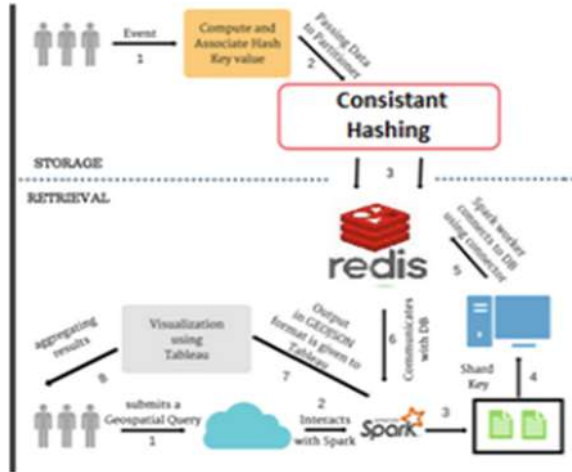 Event
1
Compute and
Associate Hash
Key value
2
Passing Data
to Partitioner
Consistant
Hashing
STORAGE
3
RETRIEVAL
redis
Spark worker
connects to DB
using connector
5
aggregating
results
8
Visualization
using
Tableau
Output
in GEOJSON
format is given to
Tableau
7
6
Communicates
with DB
Shard
Key
4
submits a
Geospatial Query
1
2
Interacts
with Spark
Spark
3